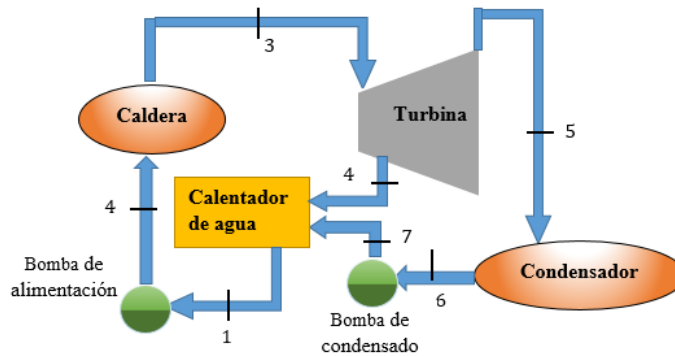 3
Caldera
Turbina
5
4
4
Calentador
de agua
7
Bomba de
alimentación
Condensador
6
1
Bomba de
condensado